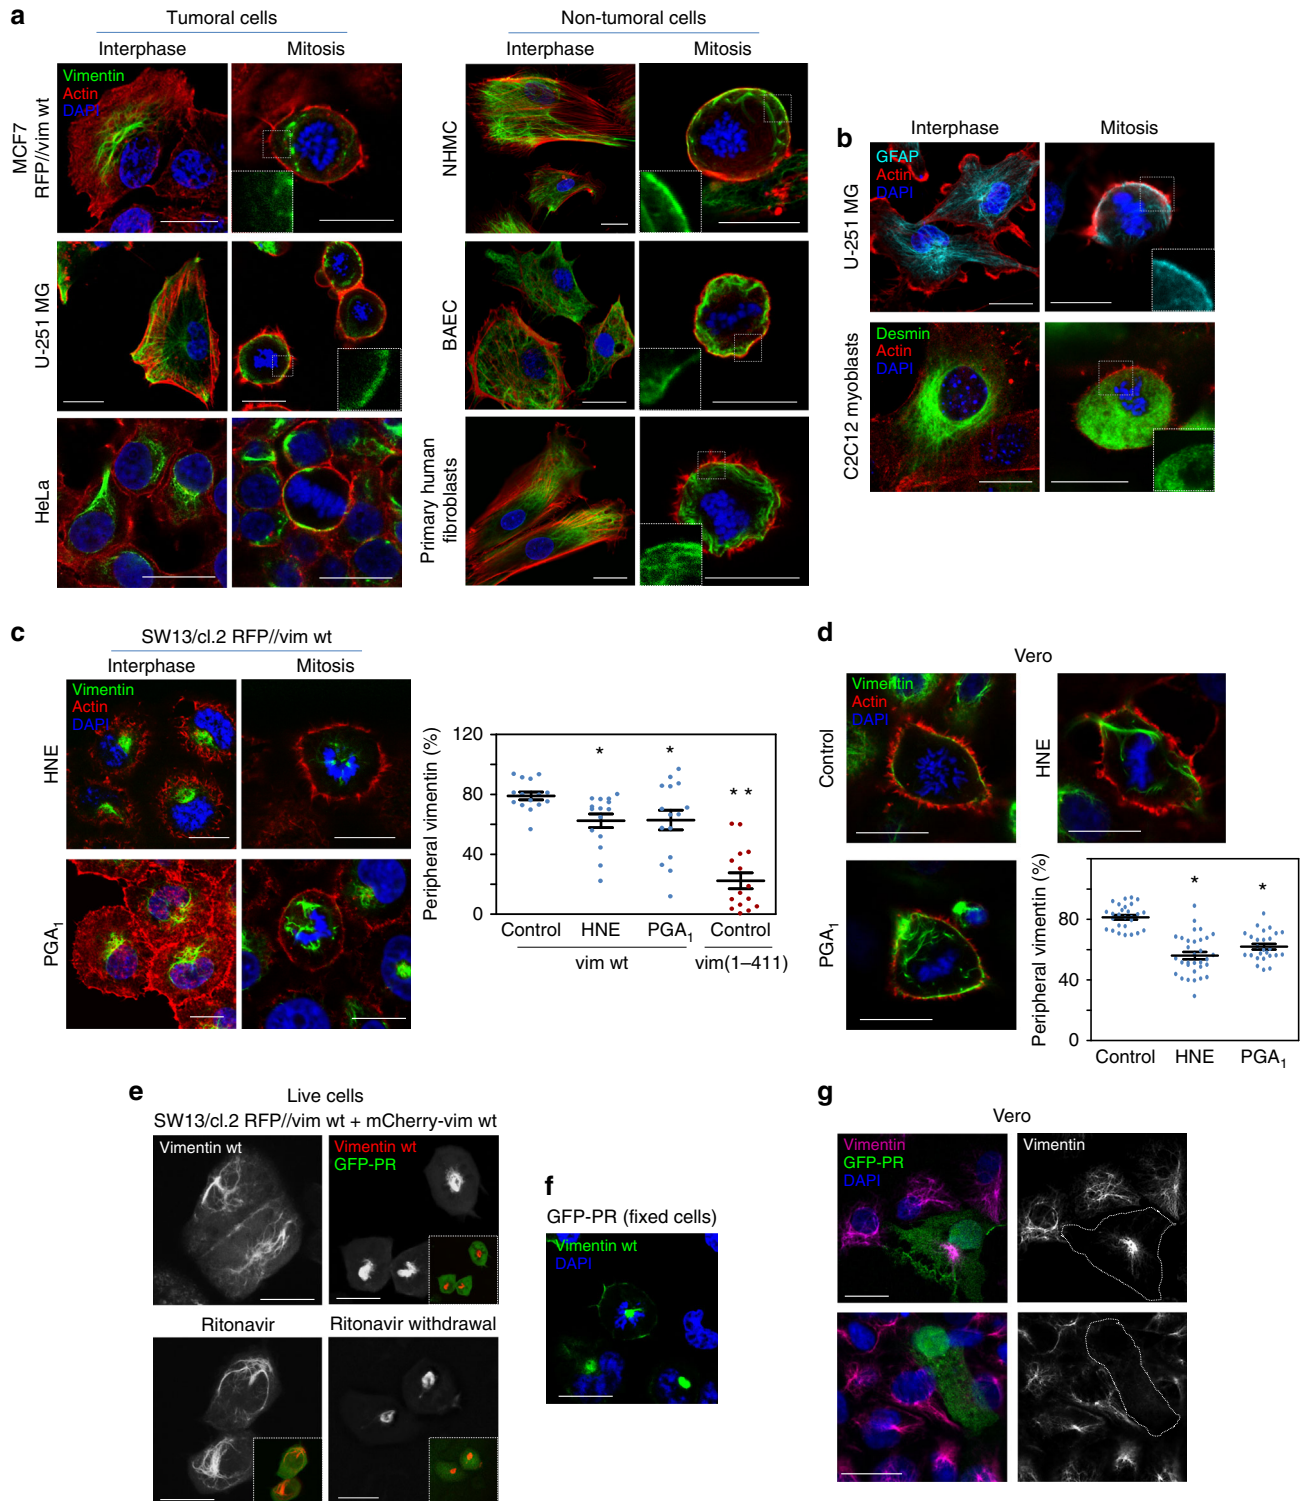 a
Tumoral cells
Non-tumoral cells
Interphase
Mitosis
Interphase
Mitosis
MCF7
RFP//vim wt
Vimentin
Actin
DAPI
NHMC
U-251 MG
BAEC
HeLa
Primary human
fibroblasts
b
Interphase
Mitosis
U-251 MG
GFAP
Actin
DAPI
C2C12 myoblasts
Desmin
Actin
DAPI
c
SW13/cl.2 RFP//vim wt
Interphase
Mitosis
HNE
Vimentin
Actin
DAPI
PGA1
Peripheral vimentin (%)
120
80
40
0
*
*
* *
Control
HNE
PGA1
Control
vim wt
vim(1–411)
d
Vero
Control
Vimentin
Actin
DAPI
HNE
PGA1
Peripheral vimentin (%)
80
40
0
*
*
Control
HNE
PGA1
e
Live cells
SW13/cl.2 RFP//vim wt + mCherry-vim wt
Vimentin wt
Vimentin wt
GFP-PR
Ritonavir
Ritonavir withdrawal
f
GFP-PR (fixed cells)
Vimentin wt
DAPI
g
Vero
Vimentin
GFP-PR
DAPI
Vimentin